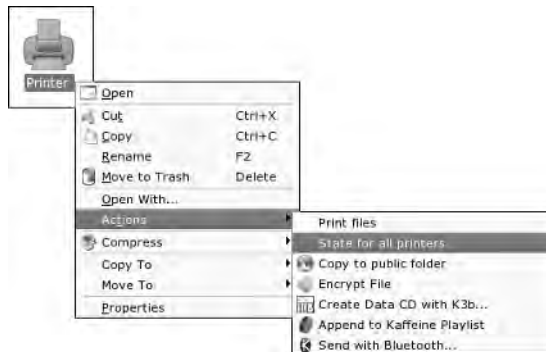 Printer
Open
Cut Ctrl+X
Copy Ctrl+C
Rename F2
Move to Trash Delete
Open With...
Actions
Compress
Copy To
Move To
Properties
Print files
State for all printers
Copy to public folder
Encrypt File
Create Data CD with K3b...
Append to Kaffeine Playlist
Send with Bluetooth...